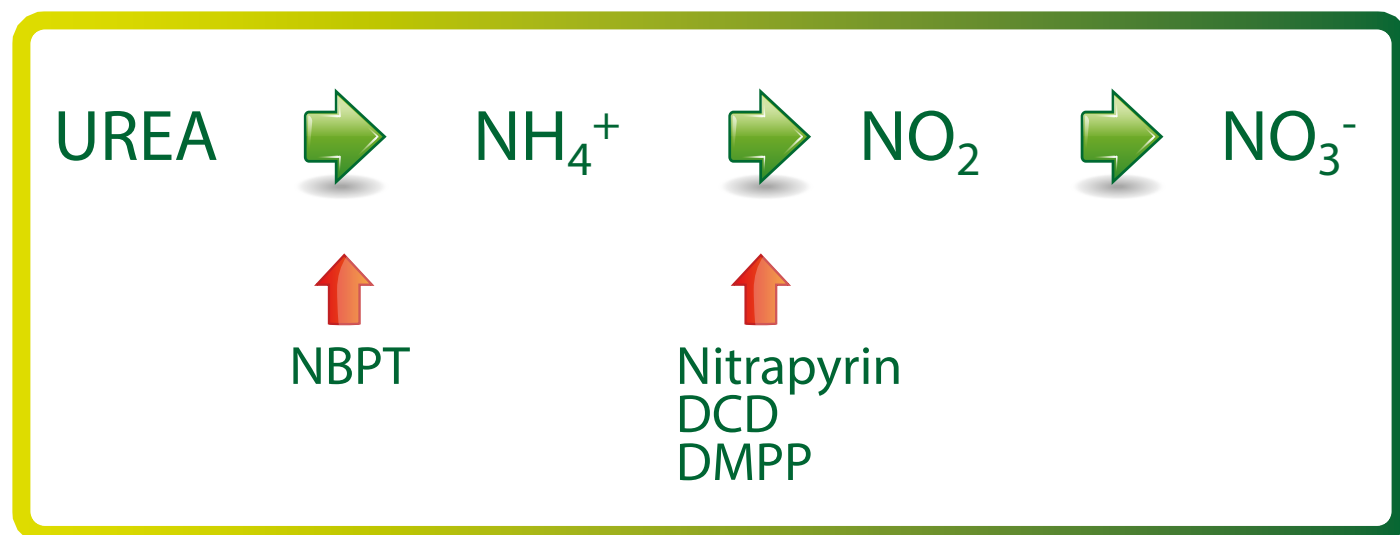 UREA NH₄⁺ NO₂ NO₃⁻
NBPT
Nitrapyrin
DCD
DMPP